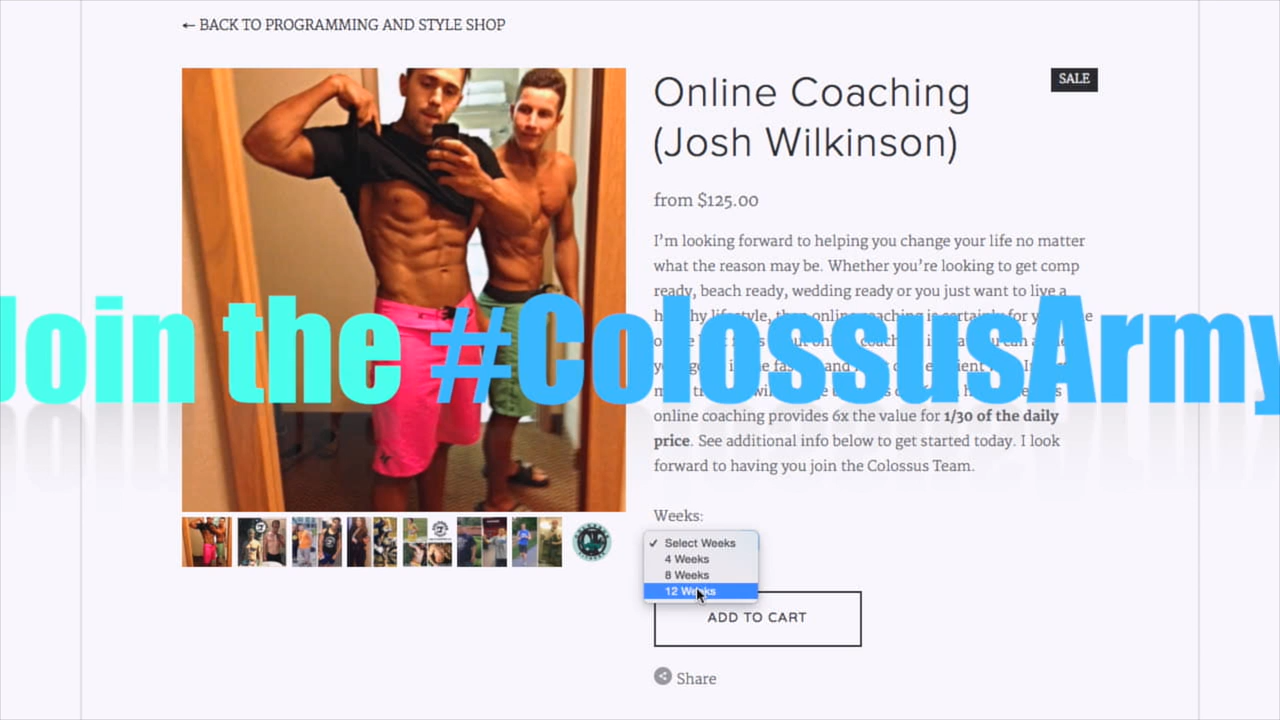 ← BACK TO PROGRAMMING AND STYLE SHOP
Online Coaching
(Josh Wilkinson)
SALE
from $125.00
I'm looking forward to helping you change your life no matter
what the reason may be. Whether you're looking to get comp
ready, beach ready, wedding ready or you just want to live a
Join the #ColossusArmy
online coaching provides 6x the value for 1/30 of the daily
price. See additional info below to get started today. I look
forward to having you join the Colossus Team.
Weeks:
✓ Select Weeks
4 Weeks
8 Weeks
12 Weeks
ADD TO CART
Share